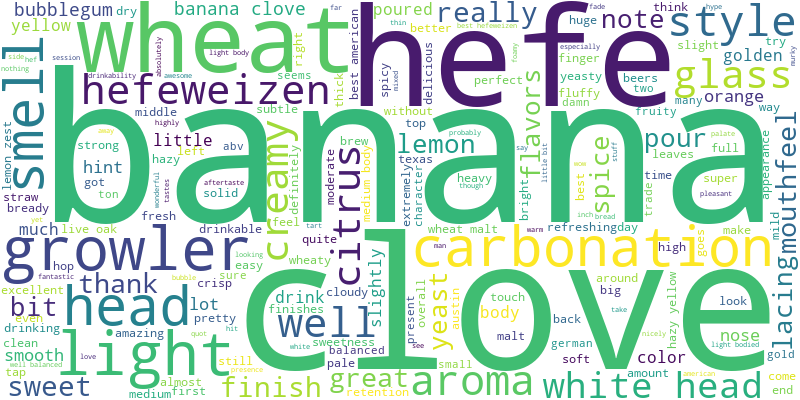 bubblegum
dry
banana clove
far
poured
really
note
think
fade
hype
style
yellow
wheat
hefe
thin
better
best hefeweizen
foamy
huge
especially
murky
side
hef
nothing
session
drinkability
absolutely
awesome
light body
right
thick
best american
spicy
mixed
delicious
finger
slight
golden
try
dry
smell
hefeweizen
seems
perfect
yeasty
beers
glass
fluffy
damn
two
subtle
without
flavors
many
orange
middle
highly
brew
top
probably
fruity
way
lemon zest
strong
little
hazy
left
abv
creamy
lemon
pour
leaves
full
palate
banana
hint
got
ton
wonderful
tastes
aftertaste
solid
definitely
moderate
citrus
medium body
texas
extremely
character
heavy
though
say
little bit
bright
spice
best
wow
stuff
trade
time
super
pleasant
appearance
mouthfeel
straw
bready
fresh
feel
tart
inch
bread
mild
much
yet
live oak
drinkable
quite
wheat malt
warm
refreshing
day
make
growler
hop
looking
easy
wheaty
man
carbonation
high
goes
lacing
fantastic
thank
bubble
sure
crisp
slightly
yeast
clove
around
excellent
bit
head
lot
drink
cloudy
present
overall
austin
touch
big
hazy yellow
look
even
pretty
finishes
well
body
drinking
amazing
quot
hit
white
sweetness
malt
back
take
nose
clean
smooth
light
love
balanced
see
german
nicely
light bodied
gold
tap
well balanced
still
presence
pale
small
soft
color
sweet
almost
finish
great
aroma
white head
amount
american
come
medium
first
retention
end
away